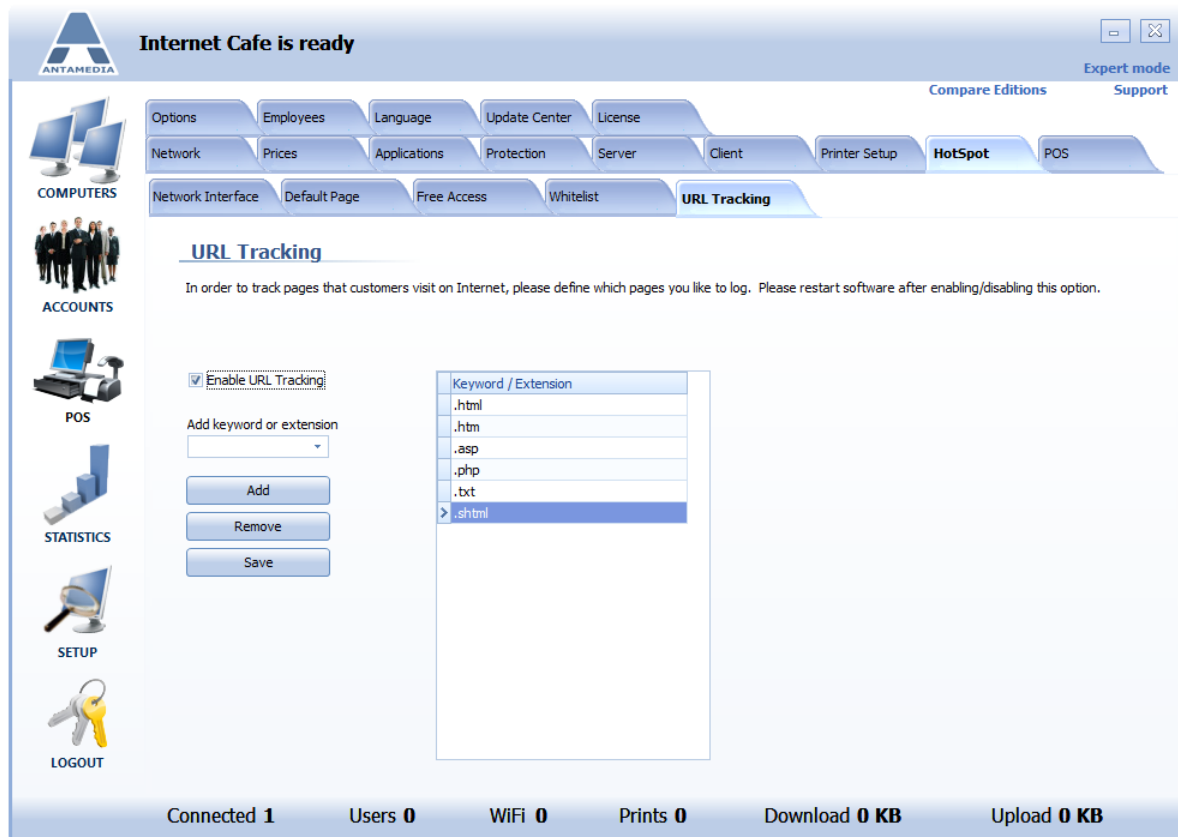 Internet Cafe is ready
ANTAMEDIA
Expert mode
Compare Editions Support
Options Employees Language Update Center License
Network Prices Applications Protection Server Client Printer Setup HotSpot POS
Network Interface Default Page Free Access Whitelist URL Tracking
COMPUTERS
ACCOUNTS
POS
STATISTICS
SETUP
LOGOUT
URL Tracking
In order to track pages that customers visit on Internet, please define which pages you like to log. Please restart software after enabling/disabling this option.
Enable URL Tracking
Add keyword or extension
Add
Remove
Save
Keyword / Extension
.html
.htm
.asp
.php
.txt
.shtml
Connected 1 Users 0 WiFi 0 Prints 0 Download 0 KB Upload 0 KB